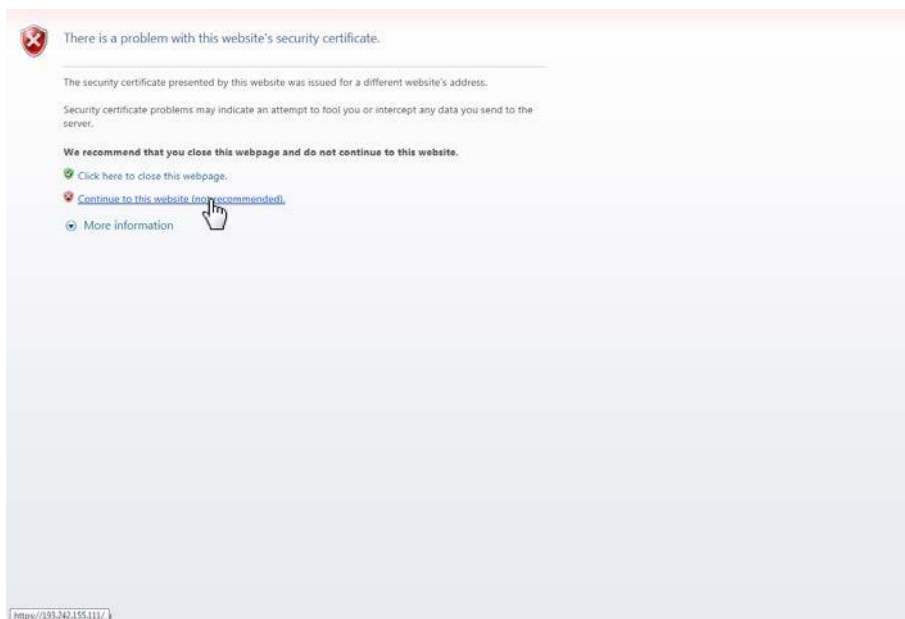 There is a problem with this website's security certificate.
The security certificate presented by this website was issued for a different website's address.
Security certificate problems may indicate an attempt to fool you or intercept any data you send to the
server.
We recommend that you close this webpage and do not continue to this website.
Click here to close this webpage.
Continue to this website (not recommended).
More information
https://193.242.155.111/